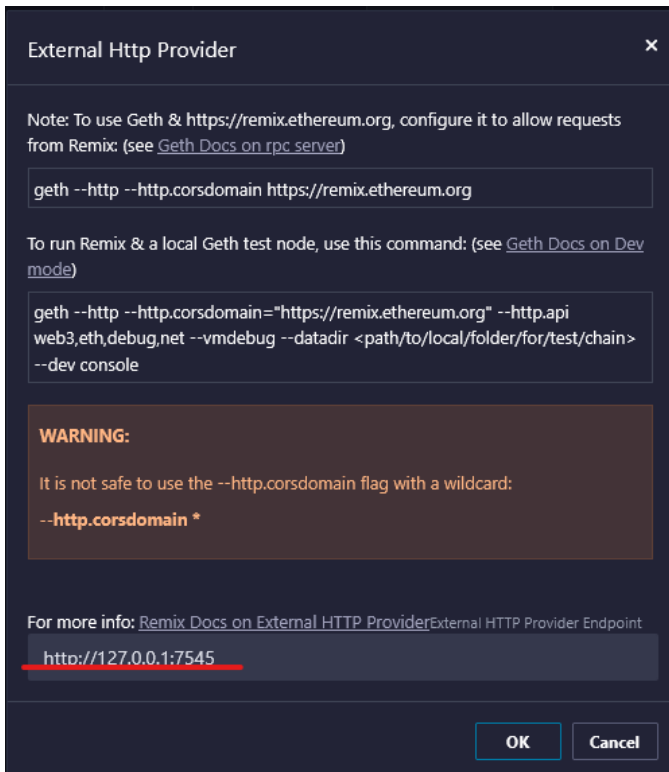 External Http Provider
×
Note: To use Geth & https://remix.ethereum.org, configure it to allow requests
from Remix: (see Geth Docs on rpc server)
geth --http --http.corsdomain https://remix.ethereum.org
To run Remix & a local Geth test node, use this command: (see Geth Docs on Dev
mode)
geth --http --http.corsdomain="https://remix.ethereum.org" --http.api
web3,eth,debug,net --vmdebug --datadir <path/to/local/folder/for/test/chain>
--dev console
WARNING:
It is not safe to use the --http.corsdomain flag with a wildcard:
--http.corsdomain *
For more info: Remix Docs on External HTTP ProviderExternal HTTP Provider Endpoint
http://127.0.0.1:7545
OK Cancel